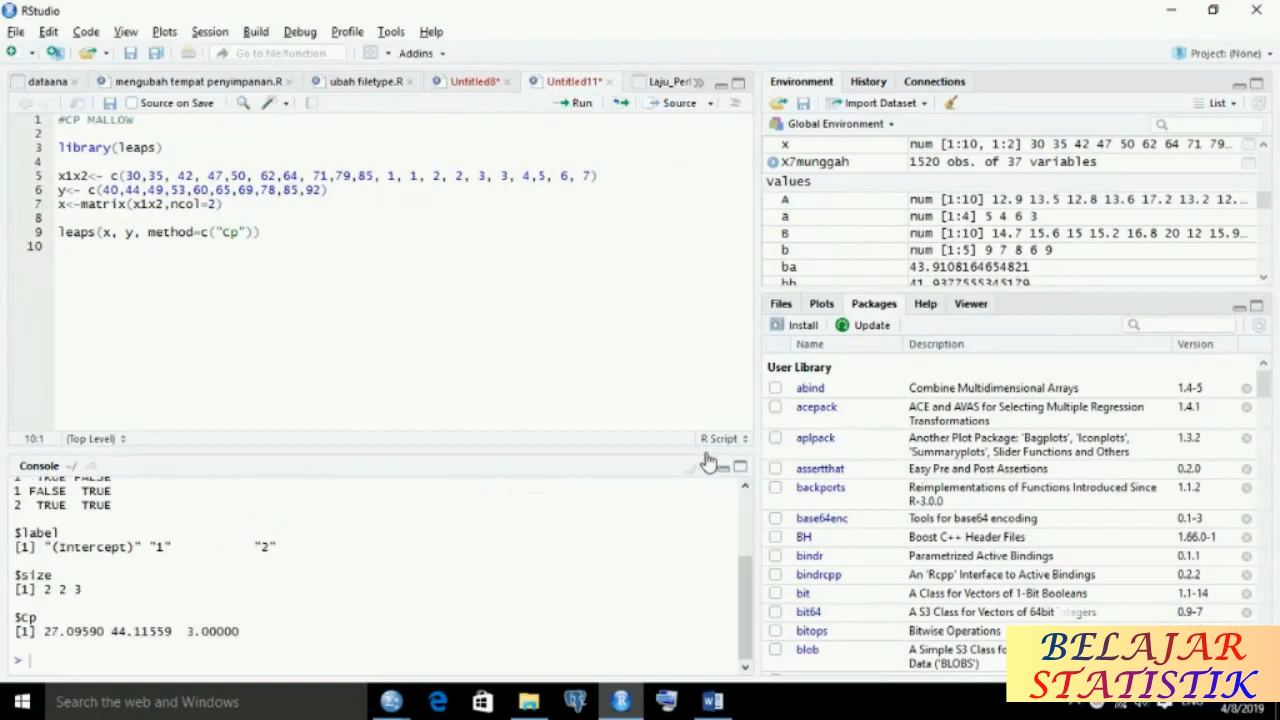 RStudio
File Edit Code View Plots Session Build Debug Profile Tools Help
Go to file/function Addins Project: (None)
dataana mengubah tempat penyimpanan.R ubah filetype.R Untitled8* Untitled11*
Source on Save Run Source
1 #CP MALLOW
2
3 library(leaps)
4
5 x1x2<- c(30,35, 42, 47,50, 62,64, 71,79,85, 1, 1, 2, 2, 3, 3, 4,5, 6, 7)
6 y<- c(40,44,49,53,60,65,69,78,85,92)
7 x<-matrix(x1x2,ncol=2)
8
9 leaps(x, y, method=c("cp"))
10
10:1 (Top Level) R Script
Console ~/
1 TRUE FALSE
1 FALSE TRUE
2 TRUE TRUE
$label
[1] "(Intercept)" "1" "2"
$size
[1] 2 2 3
$Cp
[1] 27.09590 44.11559 3.00000
>
Environment History Connections
Import Dataset List
Global Environment
x num [1:10, 1:2] 30 35 42 47 50 62 64 71 79...
x7munggah 1520 obs. of 37 variables
values
A num [1:10] 12.9 13.5 12.8 13.6 17.2 13.2 12...
a num [1:4] 5 4 6 3
B num [1:10] 14.7 15.6 15 15.2 16.8 20 12 15.9...
b num [1:5] 9 7 8 6 9
ba 43.9108164654821
bb 41.9377555345179
Files Plots Packages Help Viewer
Install Update
Name Description Version
User Library
abind Combine Multidimensional Arrays 1.4-5
acepack ACE and AVAS for Selecting Multiple Regression 1.4.1
Transformations
aplpack Another Plot Package: 'Bagplots', 'Iconplots', 1.3.2
'Summaryplots', Slider Functions and Others
assertthat Easy Pre and Post Assertions 0.2.0
backports Reimplementations of Functions Introduced Since 1.1.2
R-3.0.0
base64enc Tools for base64 encoding 0.1-3
BH Boost C++ Header Files 1.66.0-1
bindr Parametrized Active Bindings 0.1.1
bindrcpp An 'Rcpp' Interface to Active Bindings 0.2.2
bit A Class for Vectors of 1-Bit Booleans 1.1-14
bit64 A S3 Class for Vectors of 64bit Integers 0.9-7
bitops Bitwise Operations
blob A Simple S3 Class for
Data ('BLOBS')
BELAJAR
STATISTIK
Search the web and Windows
4/8/2019